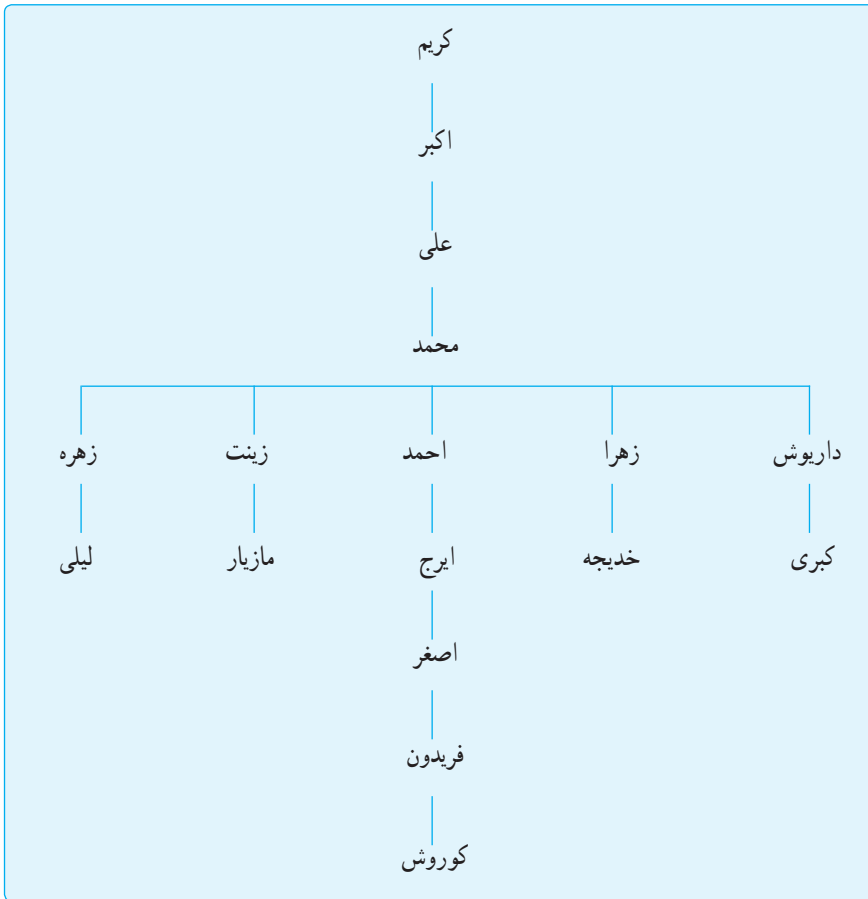 کریم
اکبر
علی
محمد
داریوش زهرا احمد زینت زهره
کبری خدیجه ایرج مازیار لیلی
اصغر
فریدون
کوروش